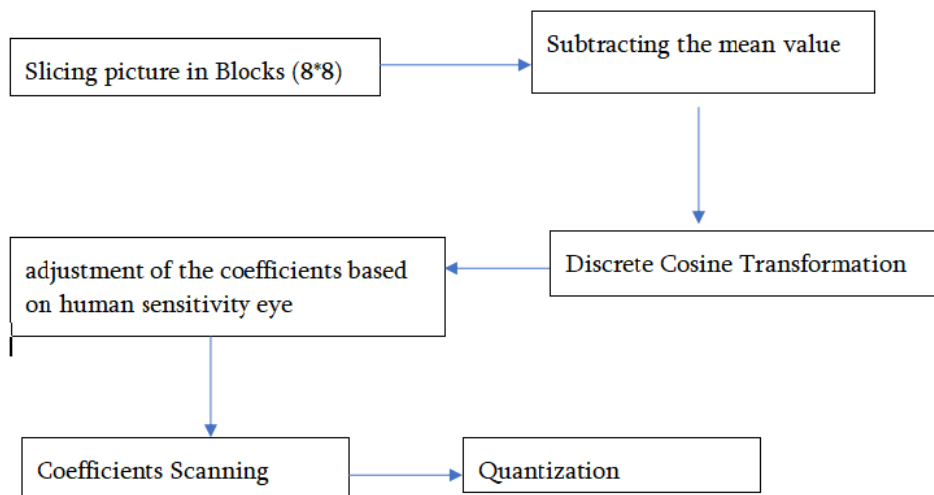 Slicing picture in Blocks (8*8)
Subtracting the mean value
Discrete Cosine Transformation
adjustment of the coefficients based
on human sensitivity eye
Coefficients Scanning
Quantization